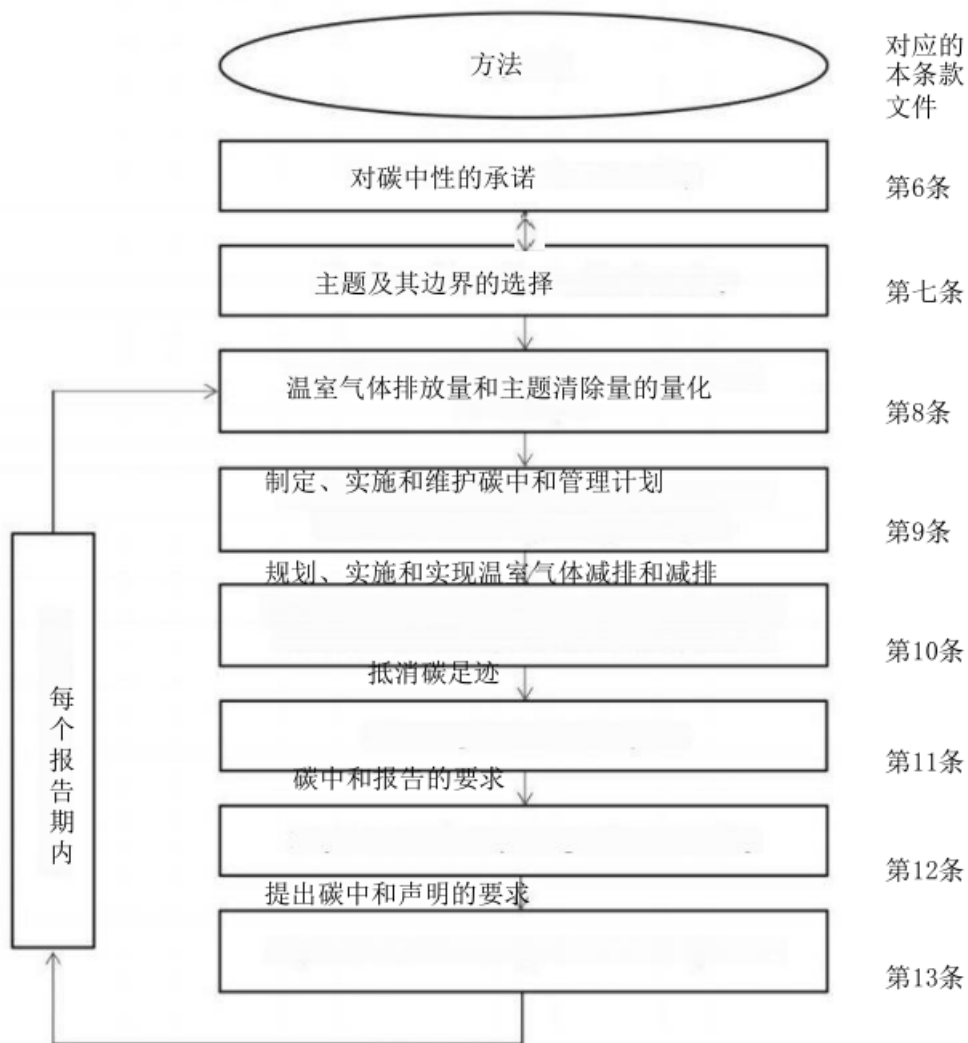 方法
对应的
本条款
文件
对碳中性的承诺
第6条
主题及其边界的选择
第七条
温室气体排放量和主题清除量的量化
第8条
制定、实施和维护碳中和管理计划
第9条
规划、实施和实现温室气体减排和减排
第10条
抵消碳足迹
第11条
碳中和报告的要求
第12条
提出碳中和声明的要求
第13条
每个报告期内